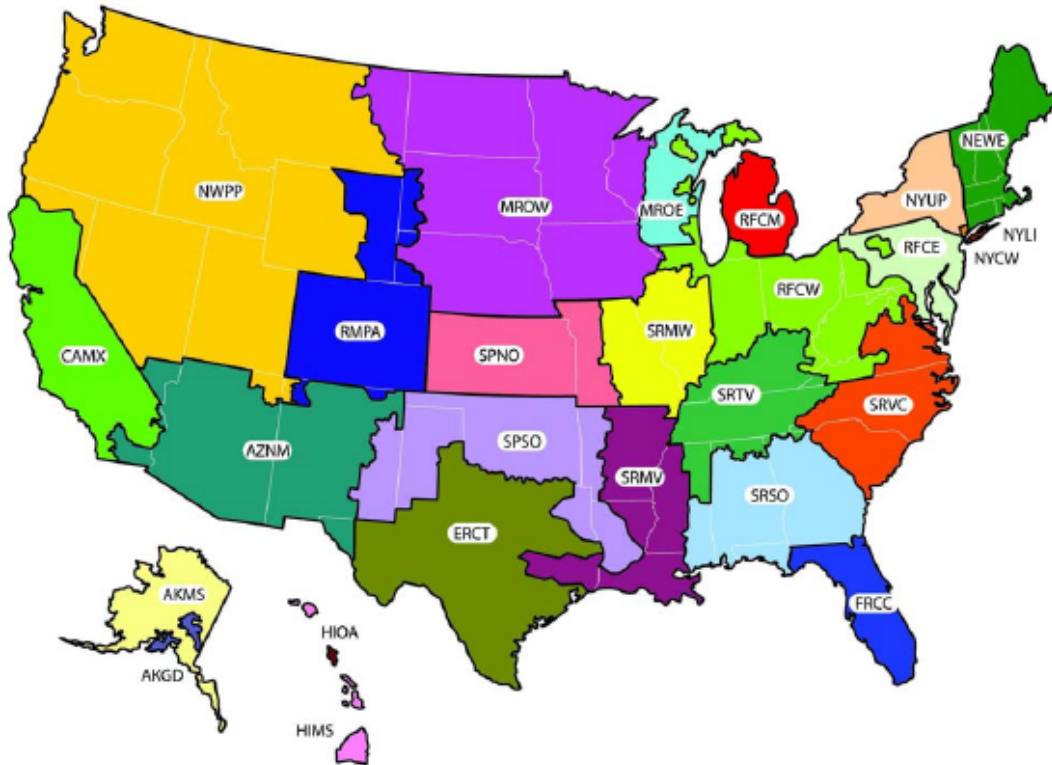 NEWE
NWPP
NYUP
MROW
MROE
RFCM
NYLI
RFCE
NYCW
RFCW
SRMW
RMPA
CAMX
SPNO
SRTV
SRVC
SPSO
AZNM
SRMV
SRSO
ERCT
AKMS
FRCC
HIOA
AKGD
HIMS